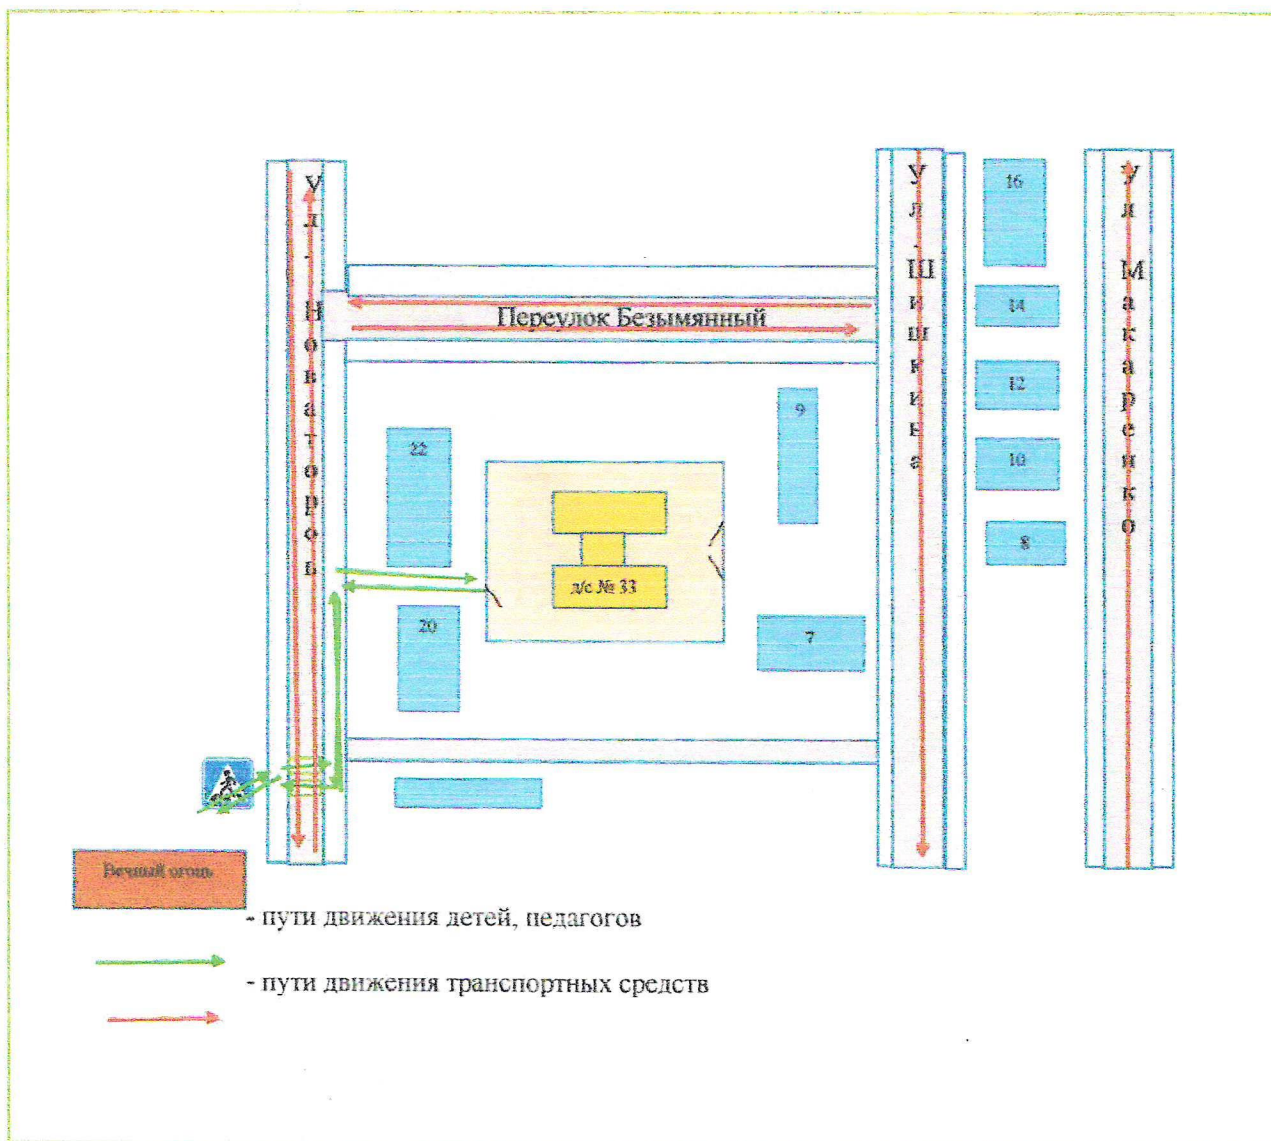 Ул. Новаторов
Ул. Шишкина
Ул Макаренко
16
Переулок Безымянный
14
12
9
22
10
8
д/с № 33
20
7
Вечный огонь
- пути движения детей, педагогов
- пути движения транспортных средств